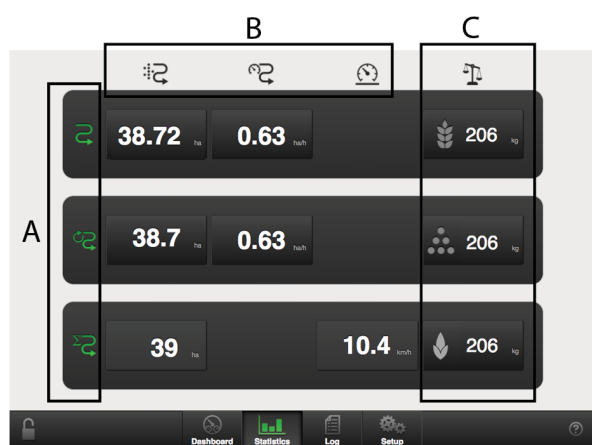 B
C
38.72 ha
0.63 ha/h
206 kg
A
38.7 ha
0.63 ha/h
206 kg
39 ha
10.4 km/h
206 kg
Dashboard
Statistics
Log
Setup
?